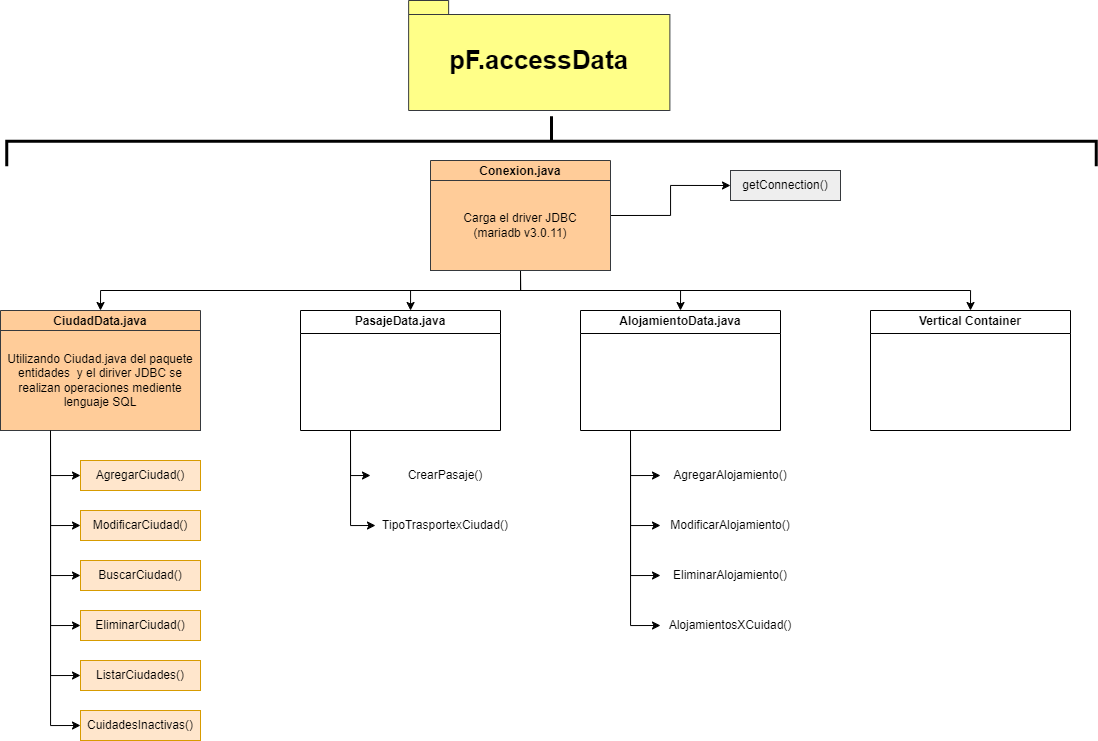 pF.accessData
Conexion.java
Carga el driver JDBC
(mariadb v3.0.11)
getConnection()
CiudadData.java
Utilizando Ciudad.java del paquete
entidades y el diriver JDBC se
realizan operaciones mediente
lenguaje SQL
AgregarCiudad()
ModificarCiudad()
BuscarCiudad()
EliminarCiudad()
ListarCiudades()
CuidadesInactivas()
PasajeData.java
CrearPasaje()
TipoTrasportexCiudad()
AlojamientoData.java
AgregarAlojamiento()
ModificarAlojamiento()
EliminarAlojamiento()
AlojamientosXCuidad()
Vertical Container